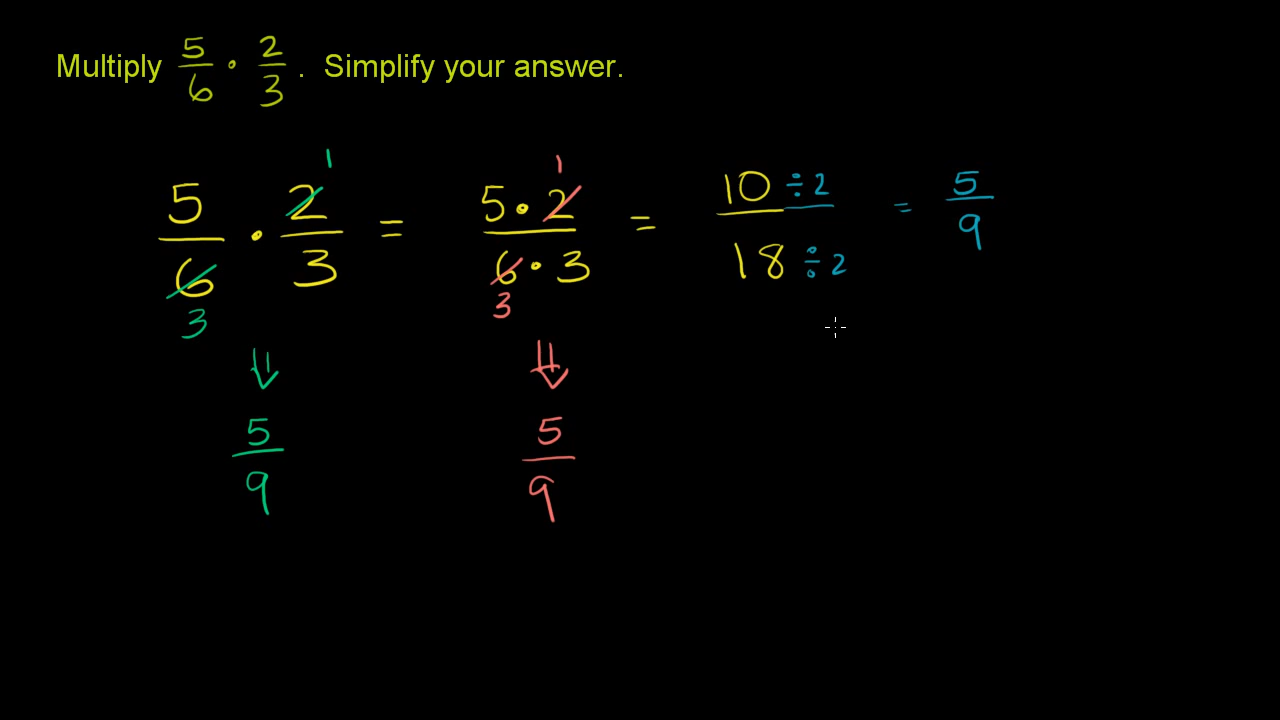 Multiply 5/6 · 2/3. Simplify your answer.
1 1
5/6 · 2/3 = 5 · 2/6 · 3 = 10 ÷ 2/18 ÷ 2 = 5/9
3 3
⇓ ⇓
5/9 5/9